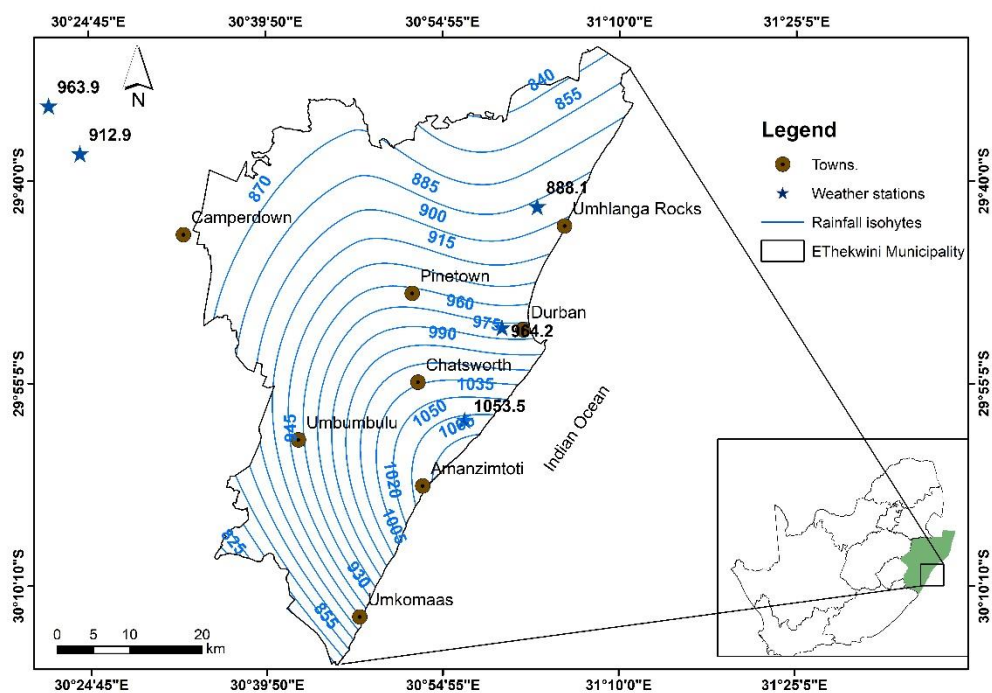 30°24'45"E 30°39'50"E 30°54'55"E 31°10'0"E 31°25'5"E
963.9
912.9
N
840
855
870
885
888.1
900
915
Umhlanga Rocks
Camperdown
Pinetown
960
Durban
975
964.2
990
Chatsworth
1035
1050
1053.5
Umbumbulu
945
Amanzimtoti
1020
1005
Indian Ocean
825
930
855
Umkomaas
Legend
Towns.
Weather stations
Rainfall isohytes
EThekwini Municipality
29°40'0"S
29°55'5"S
30°10'10"S
29°40'0"S
29°55'5"S
30°10'10"S
0 5 10 20
km
30°24'45"E 30°39'50"E 30°54'55"E 31°10'0"E 31°25'5"E